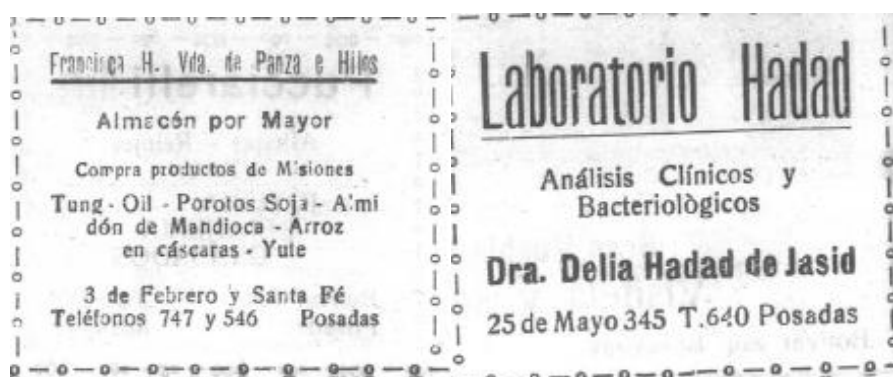 Francisca H. Vda. de Panza e Hijos
Almacén por Mayor
Compra productos de Misiones
Tung - Oil - Porotos Soja - Almi
dón de Mandioca - Arroz
en cáscaras - Yute
3 de Febrero y Santa Fé
Teléfonos 747 y 546 Posadas
Laboratorio Hadad
Análisis Clínicos y
Bacteriològicos
Dra. Delia Hadad de Jasid
25 de Mayo 345 T.640 Posadas